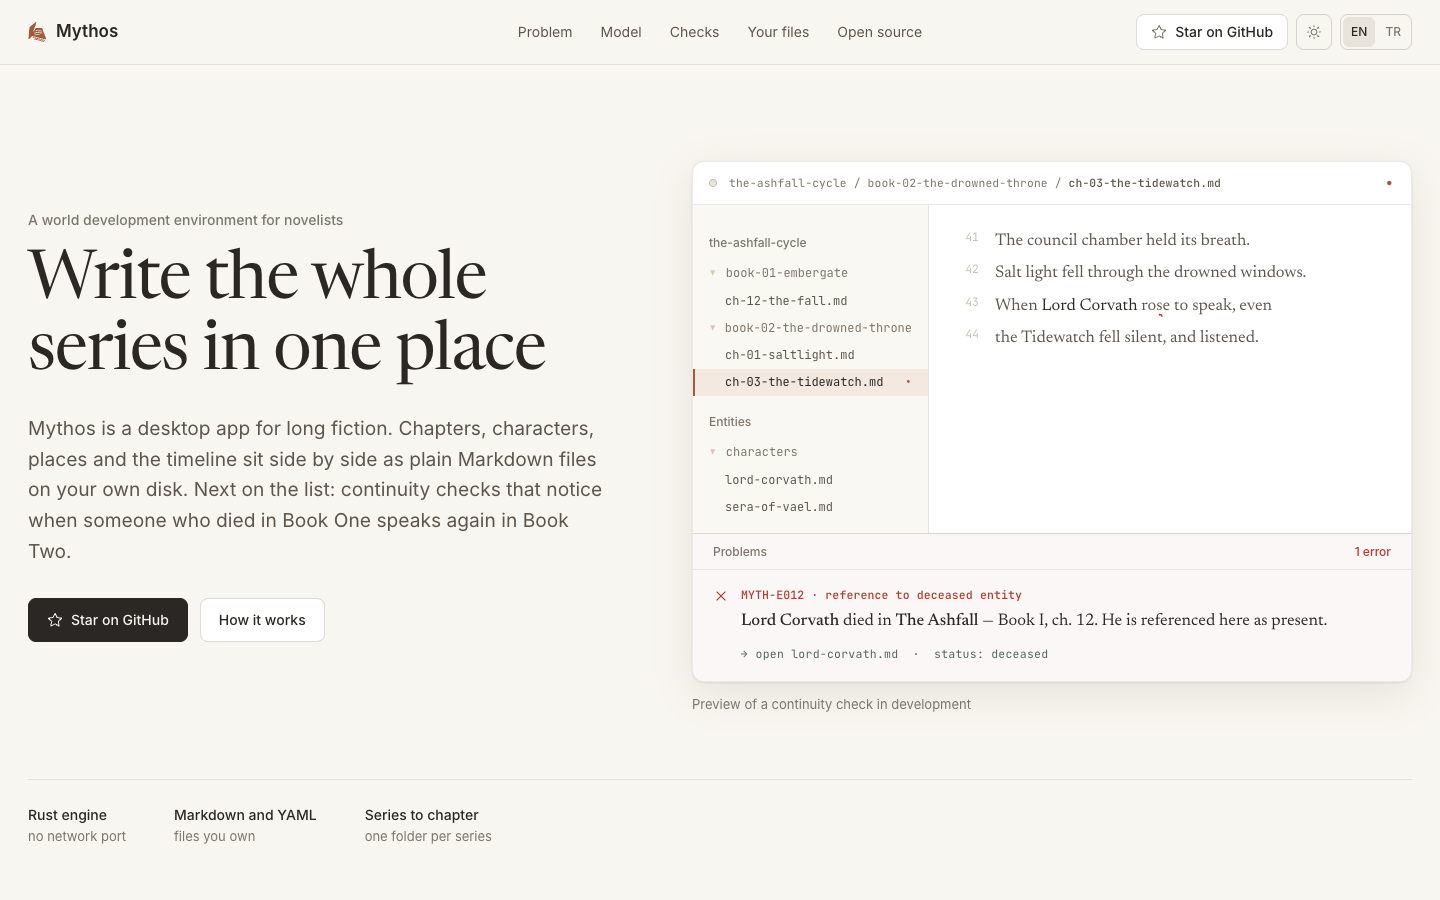 Mythos
Problem Model Checks Your files Open source
Star on GitHub
EN TR
A world development environment for novelists
Write the whole
series in one place
Mythos is a desktop app for long fiction. Chapters, characters,
places and the timeline sit side by side as plain Markdown files
on your own disk. Next on the list: continuity checks that notice
when someone who died in Book One speaks again in Book
Two.
Star on GitHub How it works
the-ashfall-cycle / book-02-the-drowned-throne / ch-03-the-tidewatch.md
the-ashfall-cycle
book-01-embergate
ch-12-the-fall.md
book-02-the-drowned-throne
ch-01-saltlight.md
ch-03-the-tidewatch.md
Entities
characters
lord-corvath.md
sera-of-vael.md
41 The council chamber held its breath.
42 Salt light fell through the drowned windows.
43 When Lord Corvath rose to speak, even
44 the Tidewatch fell silent, and listened.
Problems 1 error
MYTH-E012 · reference to deceased entity
Lord Corvath died in The Ashfall — Book I, ch. 12. He is referenced here as present.
→ open lord-corvath.md · status: deceased
Preview of a continuity check in development
Rust engine
no network port
Markdown and YAML
files you own
Series to chapter
one folder per series